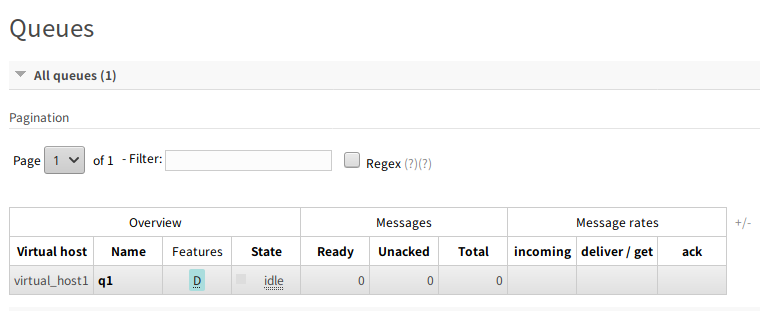 Queues
All queues (1)
Pagination
Page 1 of 1 - Filter: Regex (?)(?)
Overview Messages Message rates +/-
Virtual host Name Features State Ready Unacked Total incoming deliver / get ack
virtual_host1 q1 D idle 0 0 0